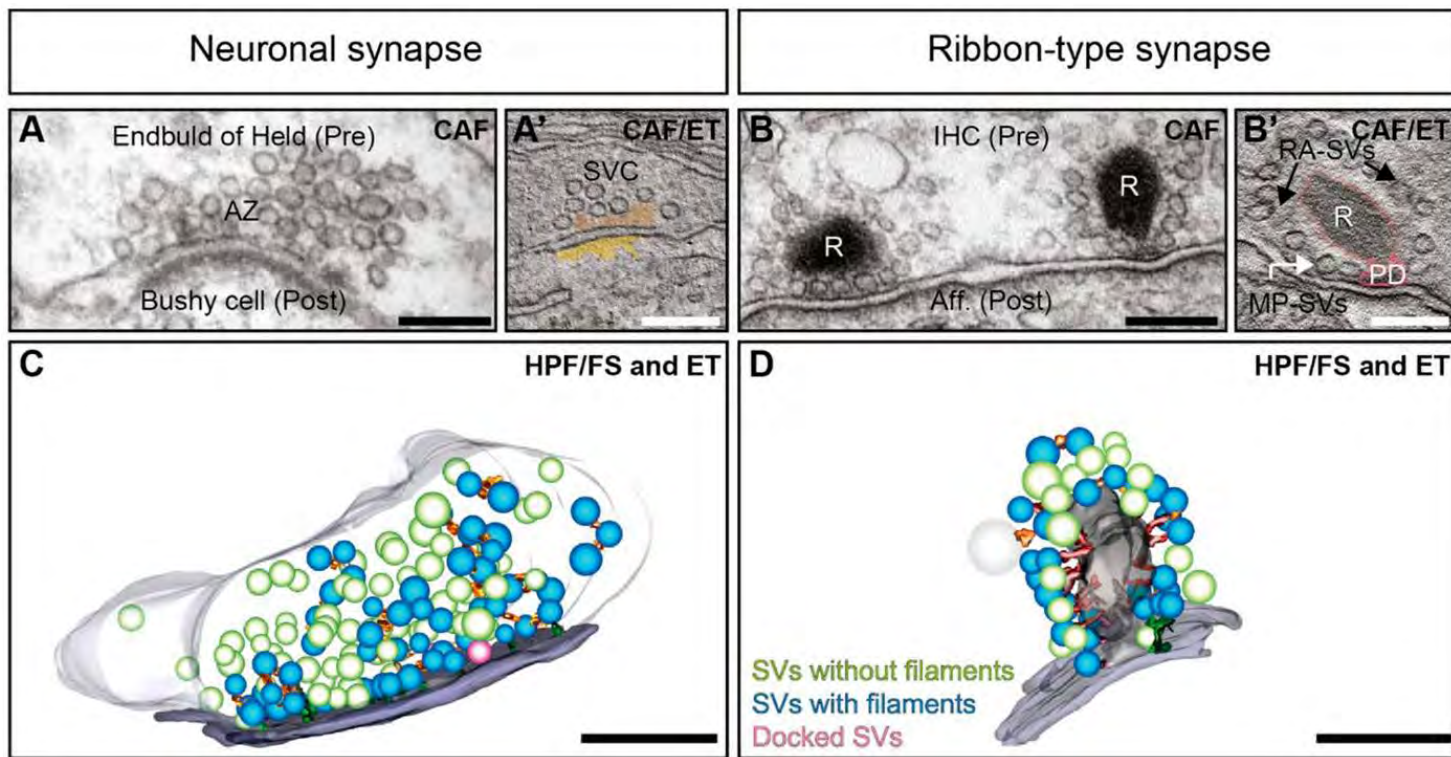 Neuronal synapse
Ribbon-type synapse
A
Endbuld of Held (Pre)
CAF
AZ
Bushy cell (Post)
A'
CAF/ET
SVC
B
IHC (Pre)
CAF
R
R
Aff. (Post)
B'
CAF/ET
RA-SVs
R
PD
MP-SVs
C
HPF/FS and ET
D
HPF/FS and ET
SVs without filaments
SVs with filaments
Docked SVs